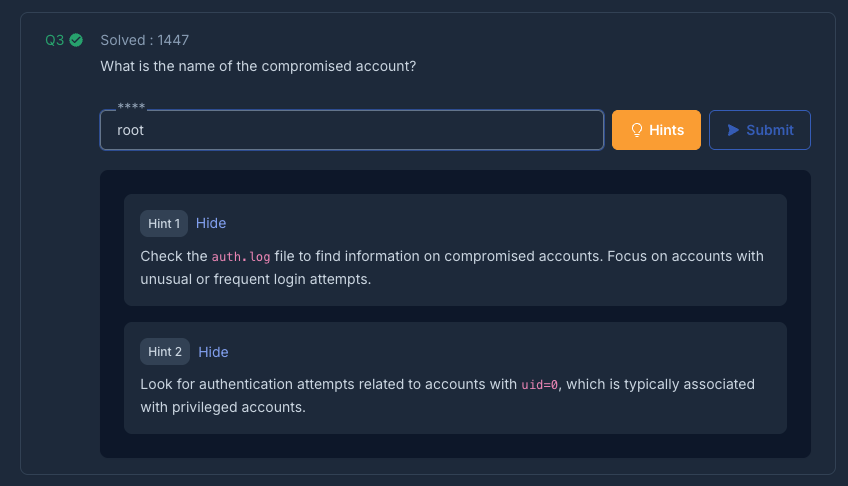 Q3 Solved : 1447
What is the name of the compromised account?
****
root
Hints
Submit
Hint 1 Hide
Check the auth.log file to find information on compromised accounts. Focus on accounts with
unusual or frequent login attempts.
Hint 2 Hide
Look for authentication attempts related to accounts with uid=0, which is typically associated
with privileged accounts.